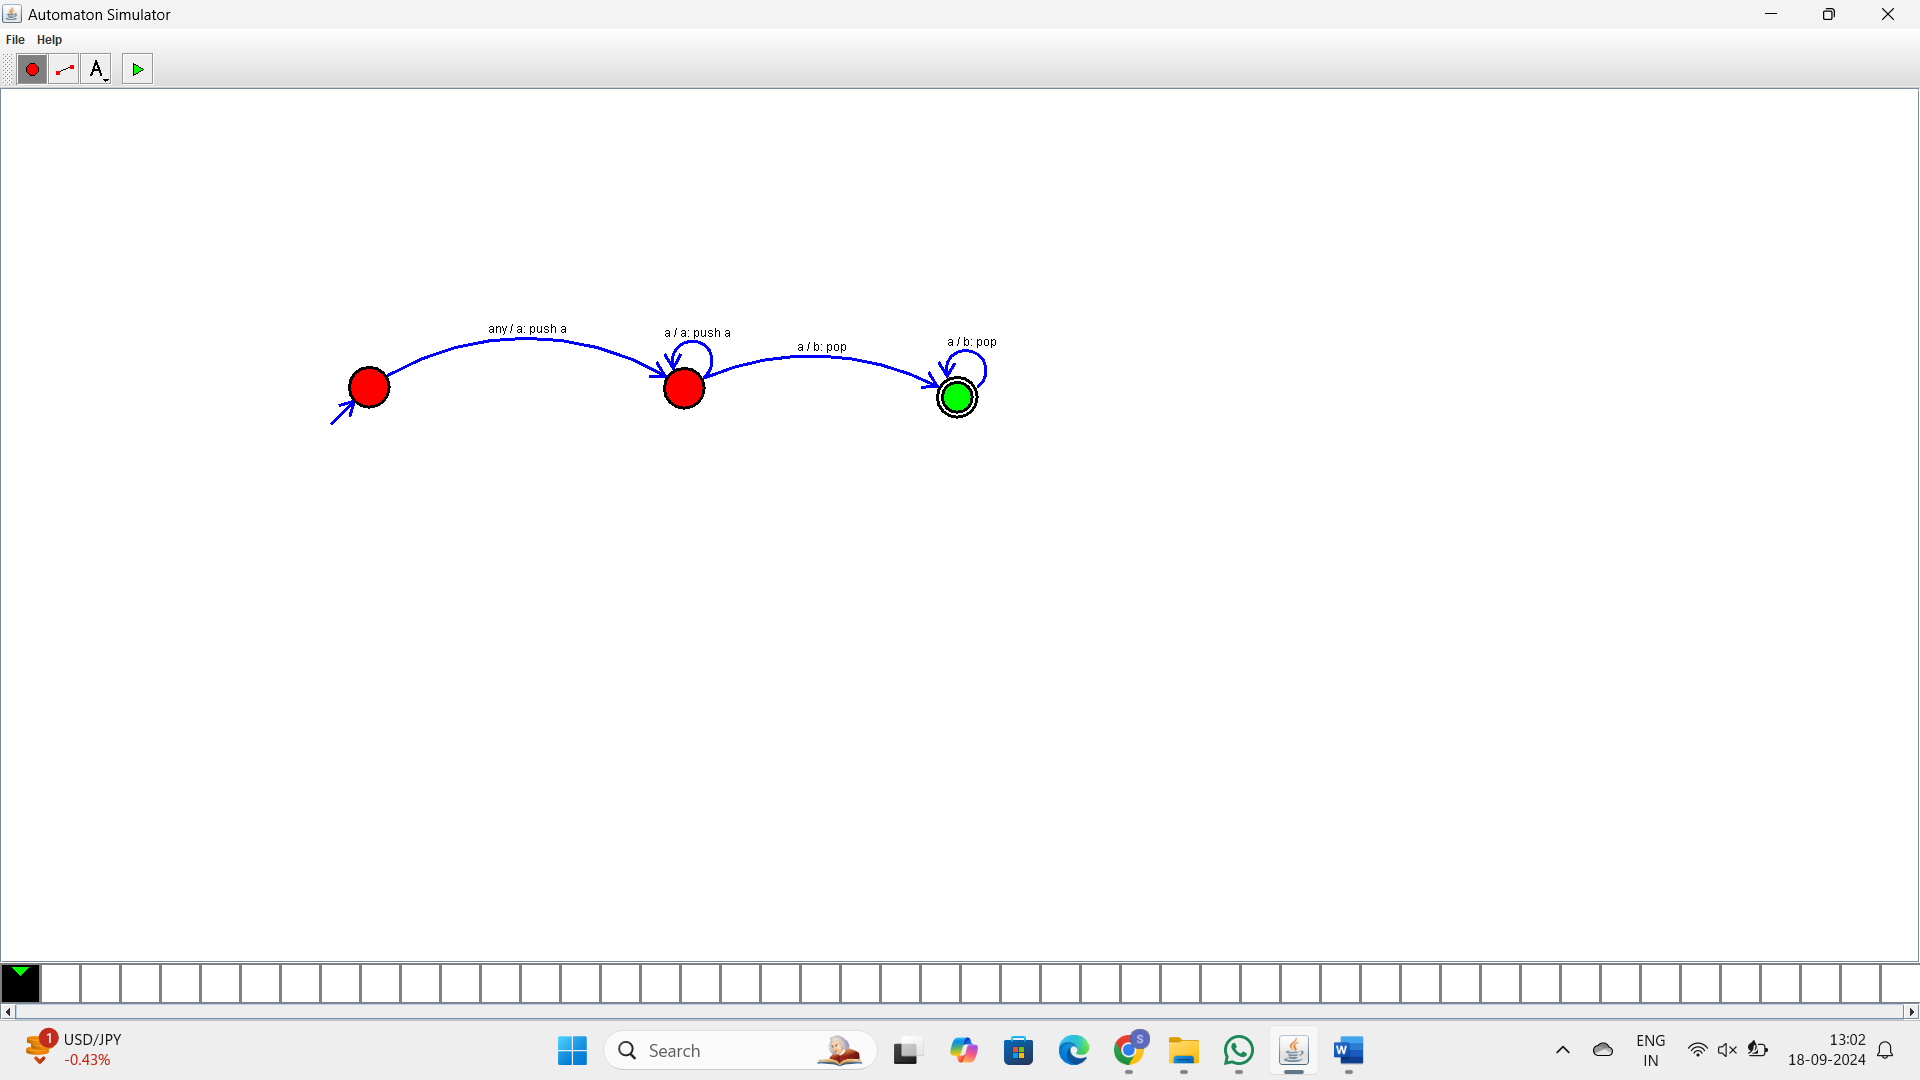 Automaton Simulator
File Help
A
any / a: push a
a / a: push a
a / b: pop
a / b: pop
1
USD/JPY
-0.43%
Search
S
W
ENG
IN
13:02
18-09-2024